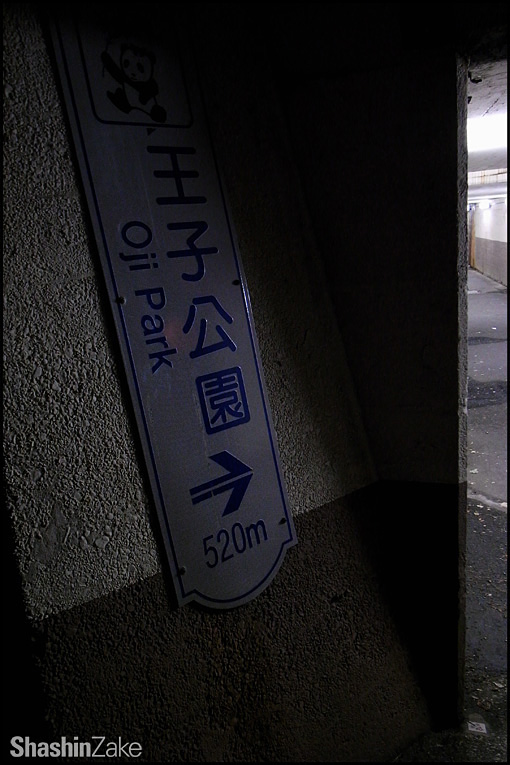 王子公園
Oji Park
520m
ShashinZake